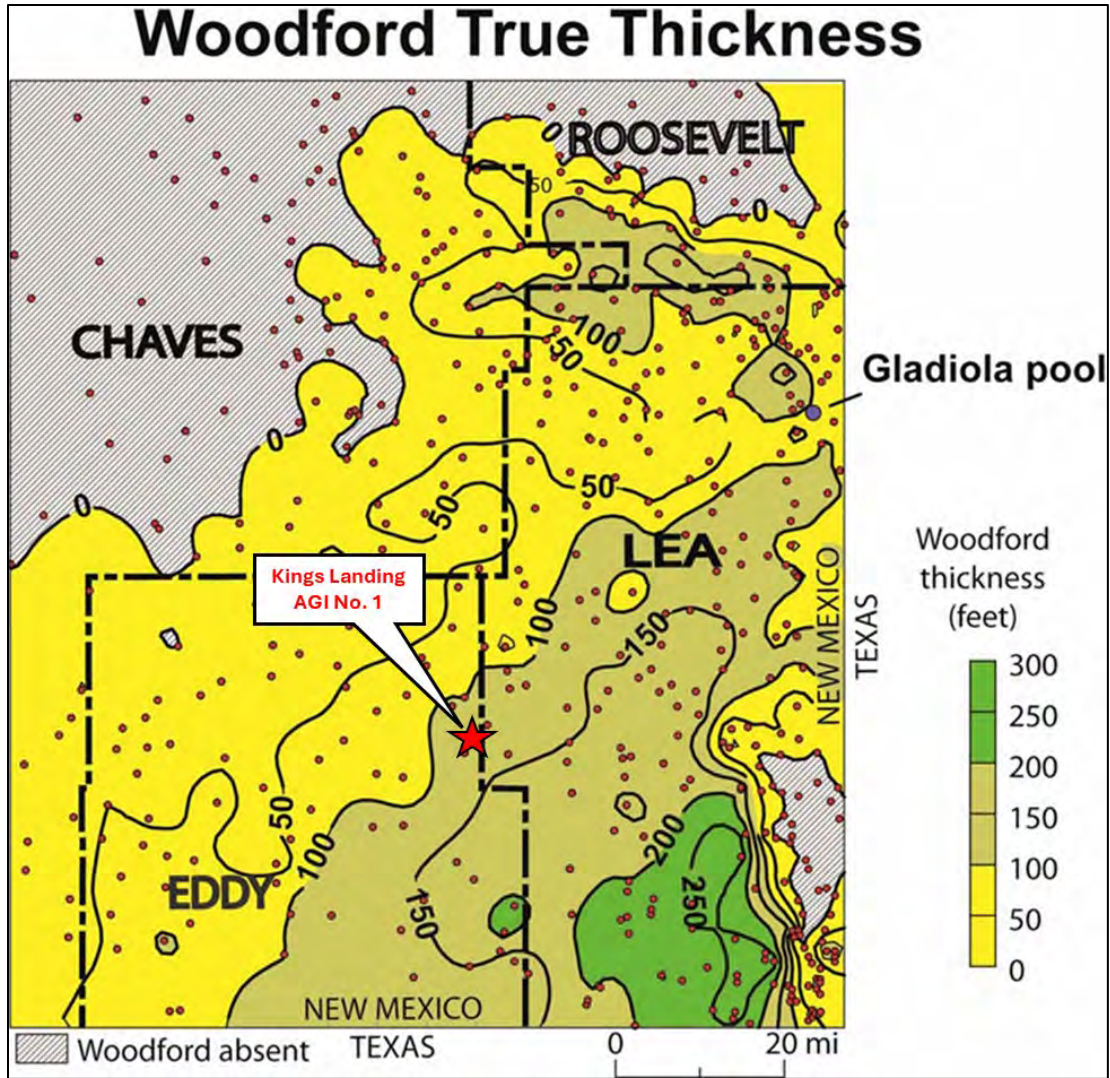 Woodford True Thickness
0
ROOSEVELT
50
0
CHAVES
100
50
Gladiola pool
0
50
0
50
LEA
Woodford
thickness
(feet)
Kings Landing
AGI No. 1
100
150
NEW MEXICO
TEXAS
300
250
200
150
100
50
0
50
100
200
EDDY
250
150
NEW MEXICO
Woodford absent
TEXAS
0
20 mi